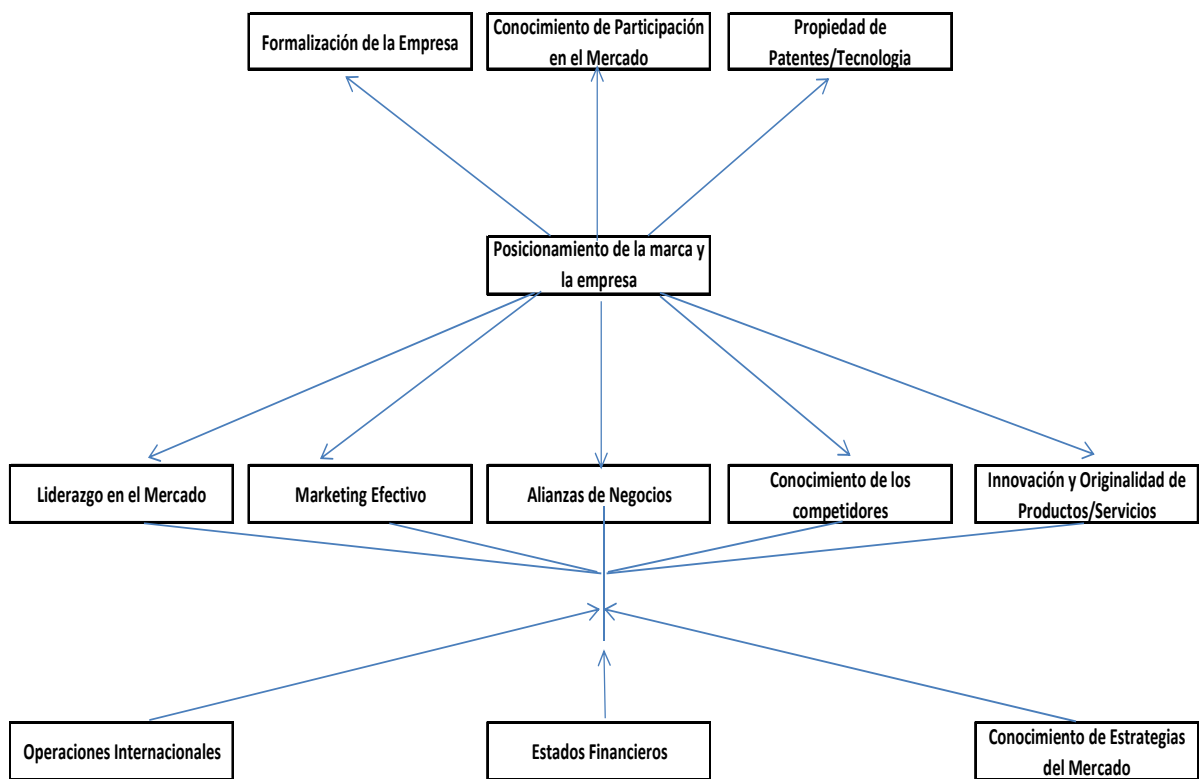 Formalización de la Empresa
Conocimiento de Participación
en el Mercado
Propiedad de
Patentes/Tecnologia
Posicionamiento de la marca y
la empresa
Liderazgo en el Mercado
Marketing Efectivo
Alianzas de Negocios
Conocimiento de los
competidores
Innovación y Originalidad de
Productos/Servicios
Operaciones Internacionales
Estados Financieros
Conocimiento de Estrategias
del Mercado